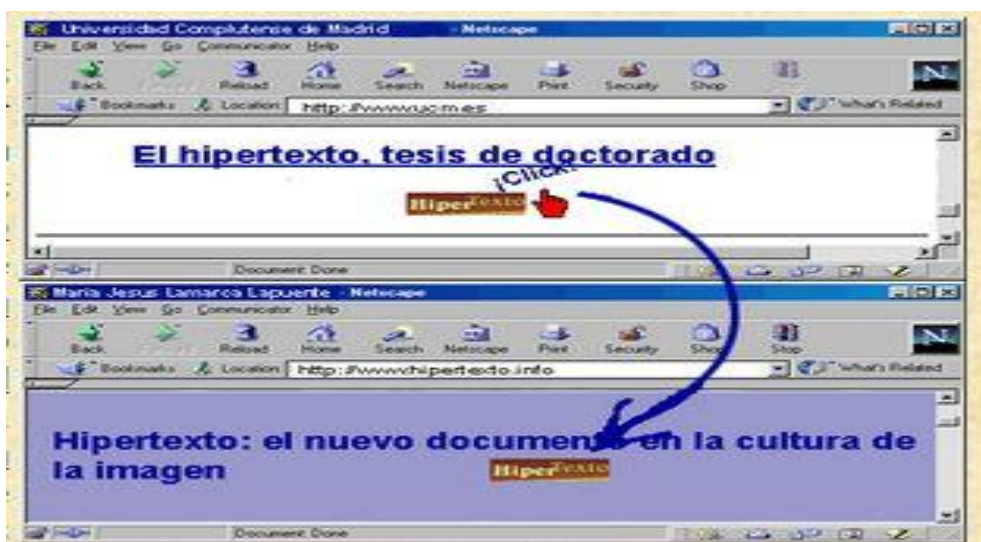 Universidad Complutense de Madrid - Netscape
File Edit View Go Communicator Help
Back Reload Home Search Netscape Print Security Shop
Bookmarks Location http://www.ucm.es What's Related
El hipertexto, tesis de doctorado
¡Click!
HiperTexto
Document: Done
Maria Jesus Lamarca Lapuente - Netscape
File Edit View Go Communicator Help
Back Reload Home Search Netscape Print Security Shop Stop
Bookmarks Location http://www.hipertexto.info What's Related
Hipertexto: el nuevo documento en la cultura de
la imagen
HiperTexto
Document: Done